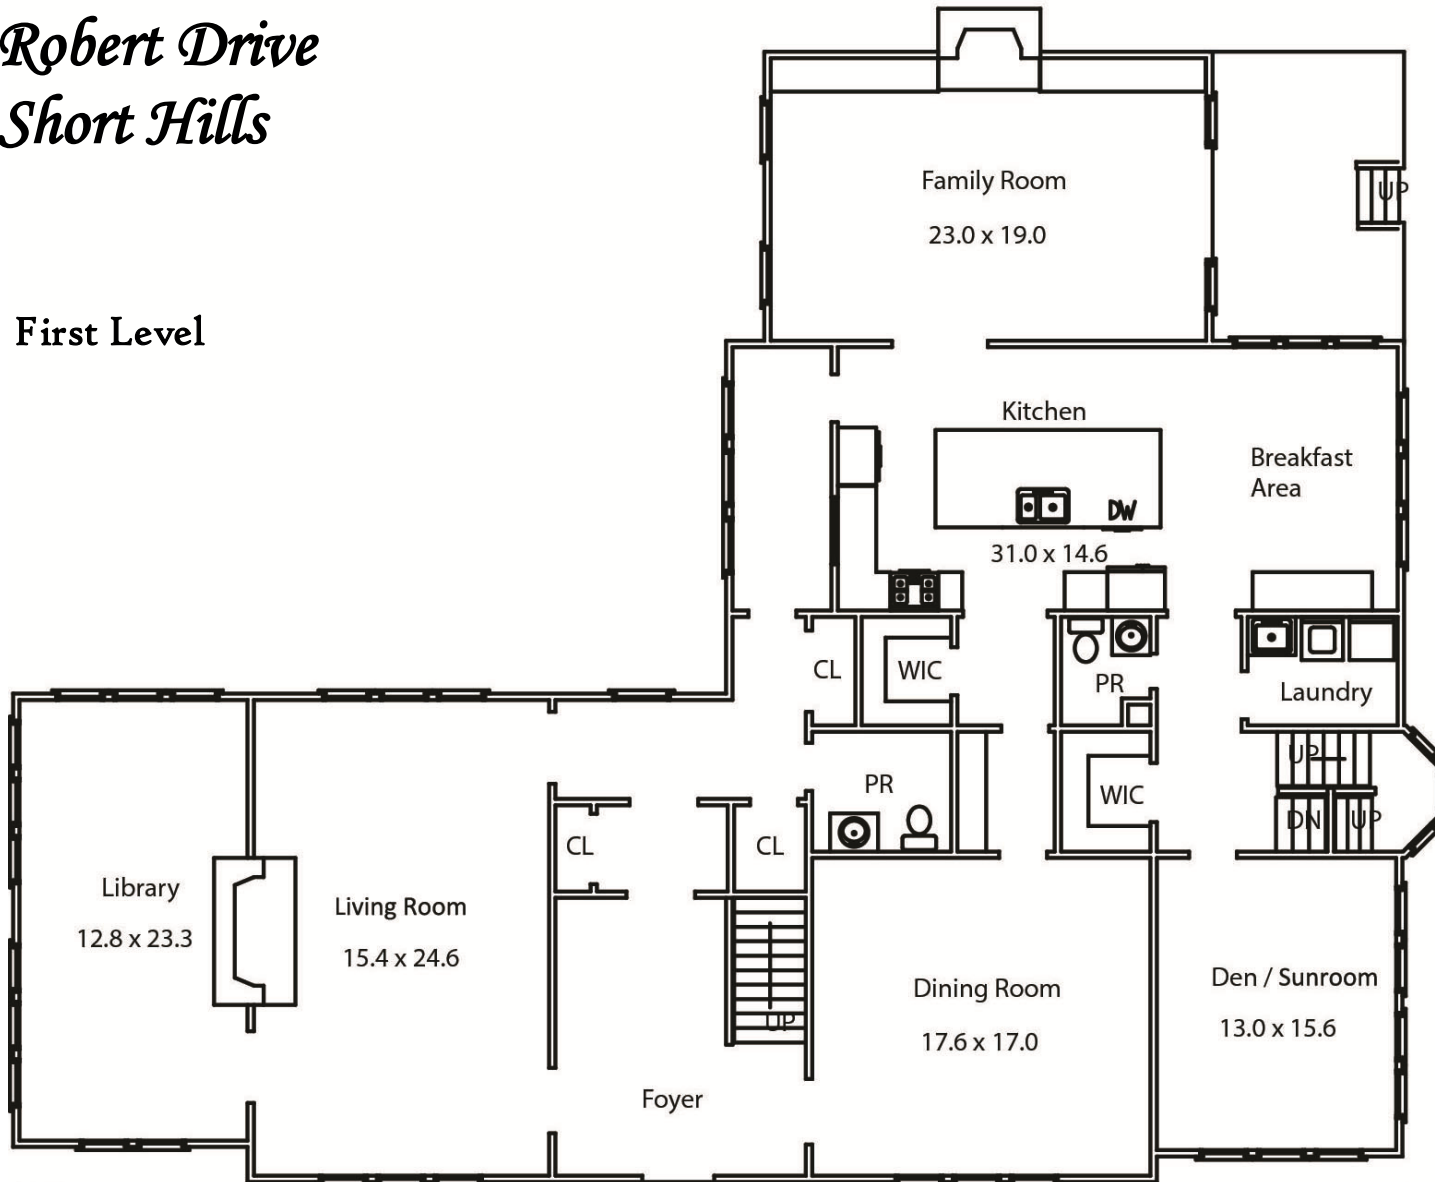 Robert Drive
Short Hills
First Level
Family Room
23.0 x 19.0
UP
Kitchen
Breakfast
Area
DW
31.0 x 14.6
CL
WIC
PR
Laundry
UP
PR
WIC
DN
UP
CL
CL
Library
12.8 x 23.3
Living Room
15.4 x 24.6
UP
Dining Room
17.6 x 17.0
Den / Sunroom
13.0 x 15.6
Foyer